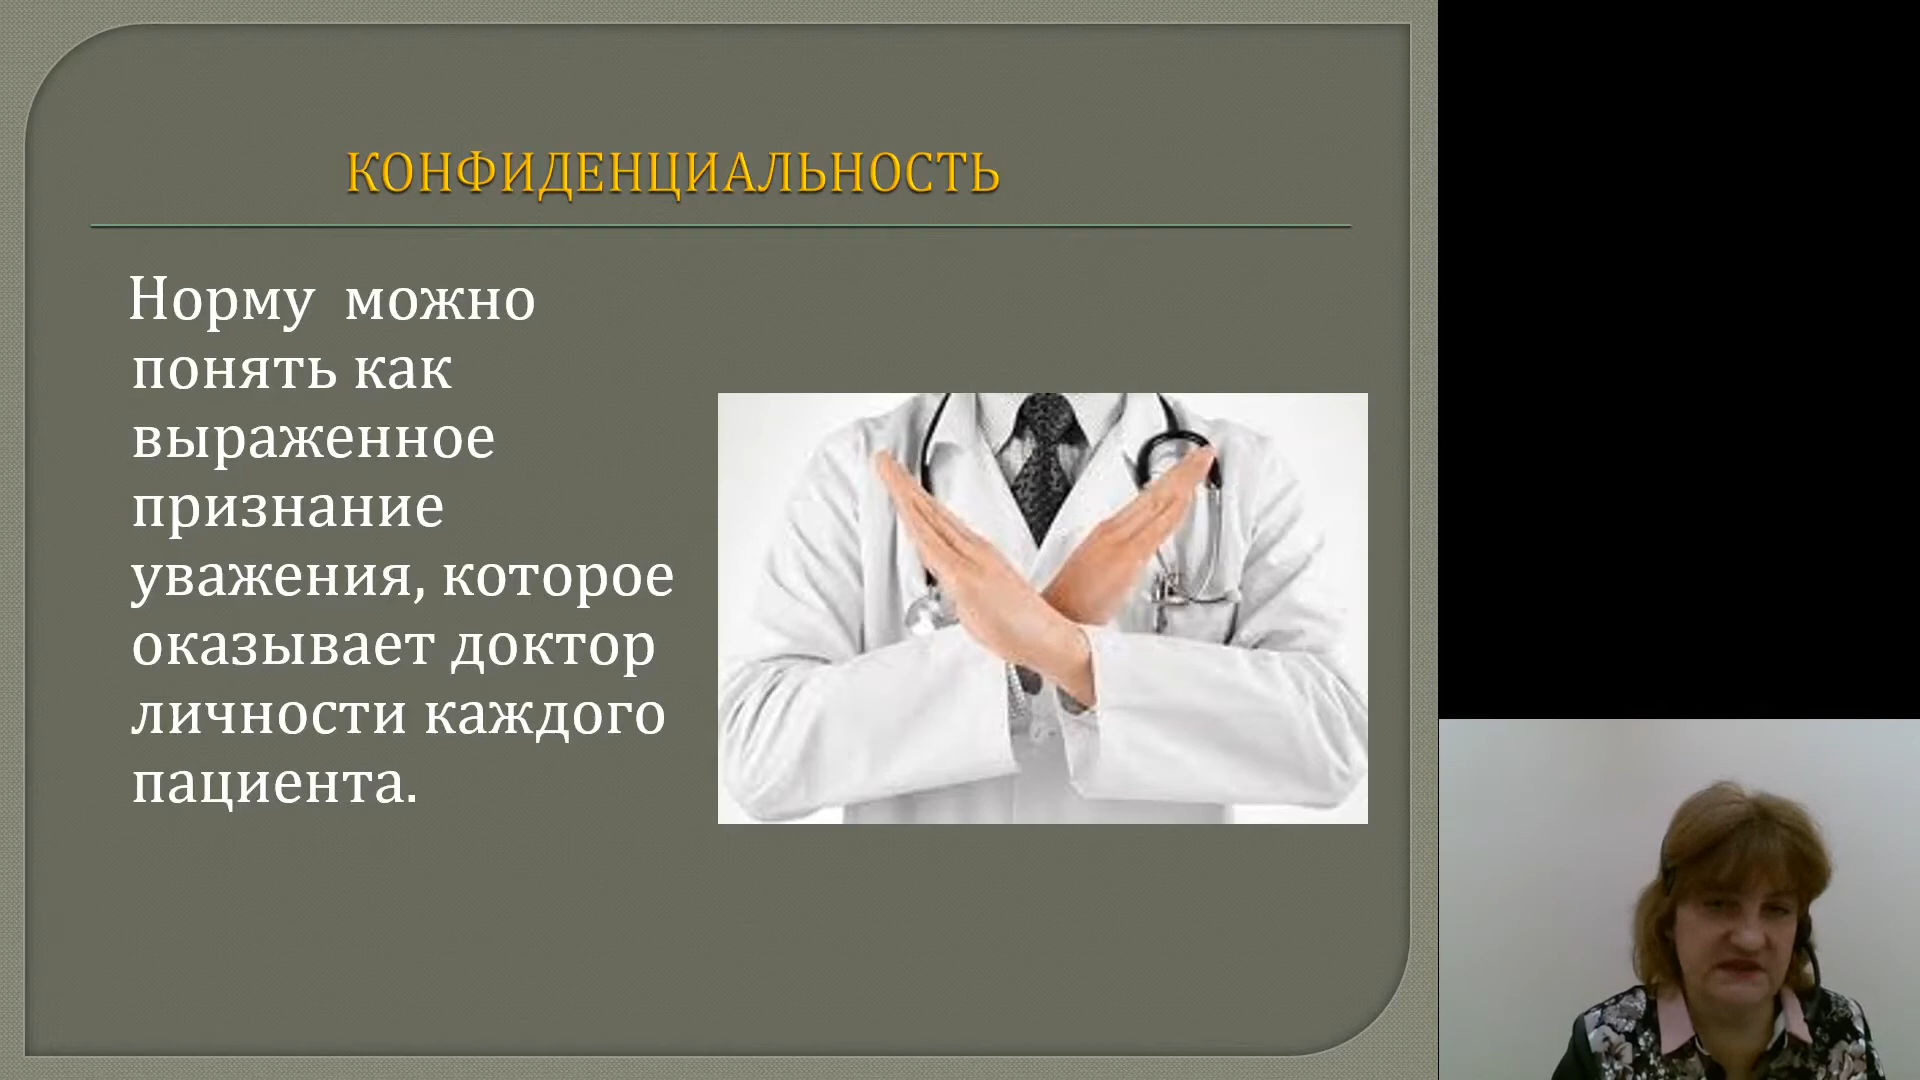 КОНФИДЕНЦИАЛЬНОСТЬ
Норму можно
понять как
выраженное
признание
уважения, которое
оказывает доктор
личности каждого
пациента.